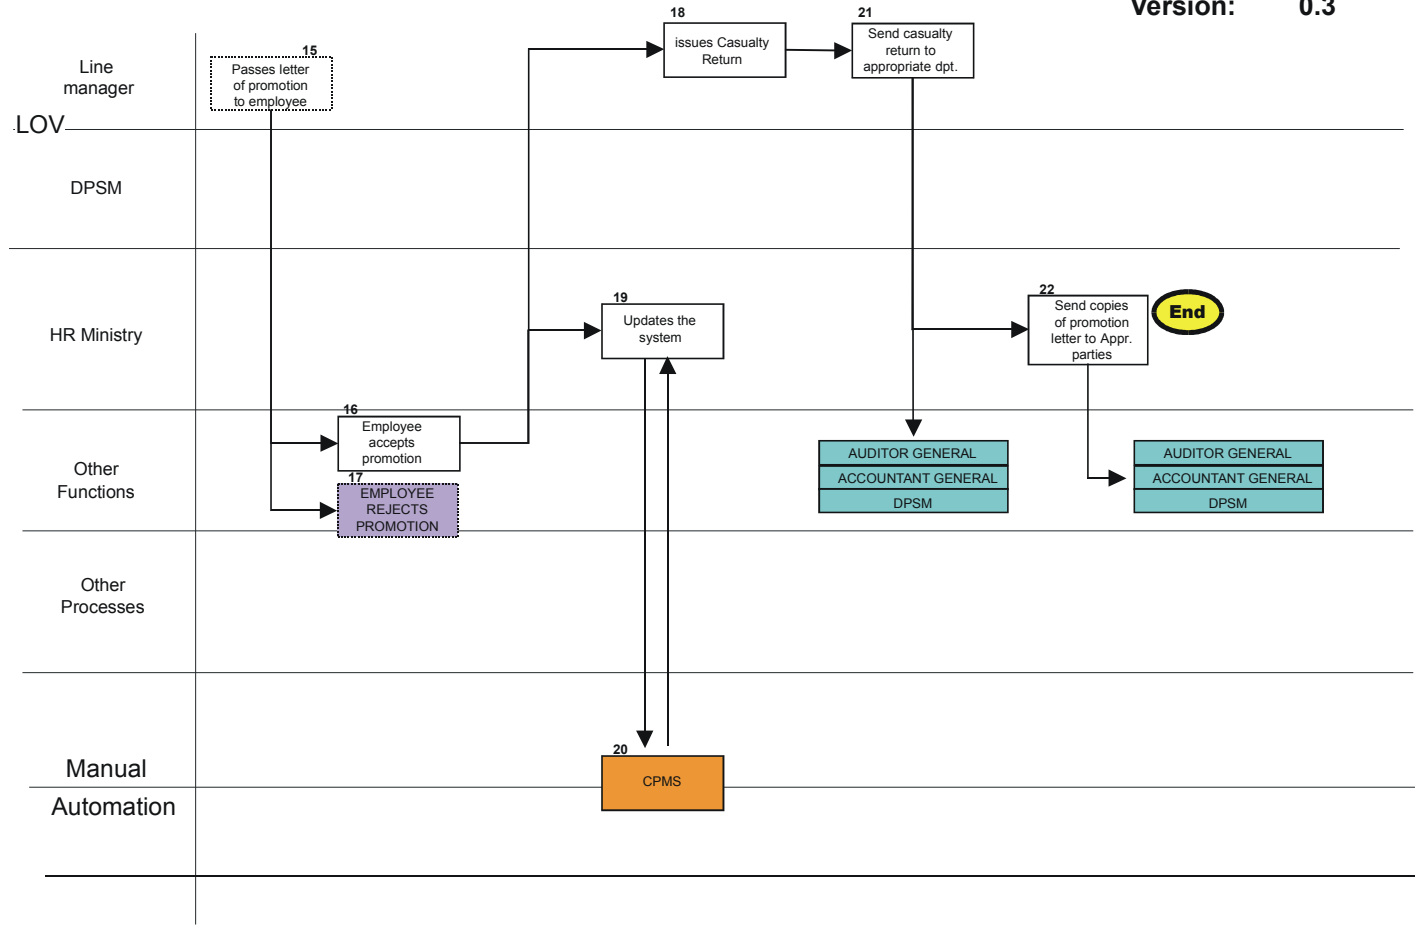 Version: 0.3
Line
manager
LOV
DPSM
HR Ministry
Other
Functions
Other
Processes
Manual
Automation
15
Passes letter
of promotion
to employee
18
issues Casualty
Return
21
Send casualty
return to
appropriate dpt.
19
Updates the
system
22
Send copies
of promotion
letter to Appr.
parties
End
16
Employee
accepts
promotion
17
EMPLOYEE
REJECTS
PROMOTION
AUDITOR GENERAL
ACCOUNTANT GENERAL
DPSM
AUDITOR GENERAL
ACCOUNTANT GENERAL
DPSM
20
CPMS